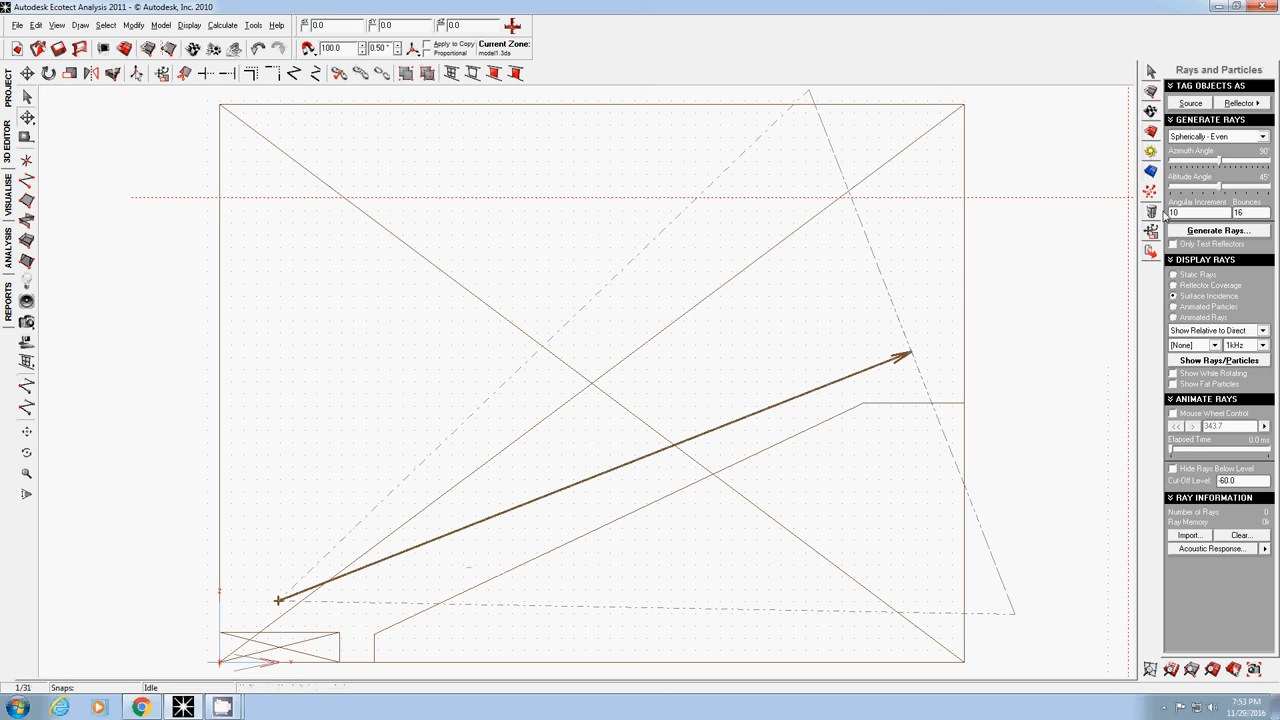 Autodesk Ecotect Analysis 2011 - © Autodesk, Inc. 2010
File Edit View Draw Select Modify Model Display Calculate Tools Help
0.0 0.0 0.0
100.0 0.50 ° Apply to Copy Proportional
Current Zone:
model1.3ds
PROJECT
3D EDITOR
VISUALISE
ANALYSIS
REPORTS
Rays and Particles
TAG OBJECTS AS
Source Reflector
GENERATE RAYS
Spherically - Even
Azimuth Angle 90°
Altitude Angle 45°
Angular Increment Bounces
10 16
Generate Rays...
Only Test Reflectors
DISPLAY RAYS
Static Rays
Reflector Coverage
Surface Incidence
Animated Particles
Animated Rays
Show Relative to Direct
[None] 1kHz
Show Rays/Particles
Show While Rotating
Show Fat Particles
ANIMATE RAYS
Mouse Wheel Control
<< > 343.7
Elapsed Time 0.0 ms
Hide Rays Below Level
Cut-Off Level: -60.0
RAY INFORMATION
Number of Rays 0
Ray Memory 0k
Import... Clear...
Acoustic Response...
1/31 Snaps: Idle
7:53 PM
11/29/2016